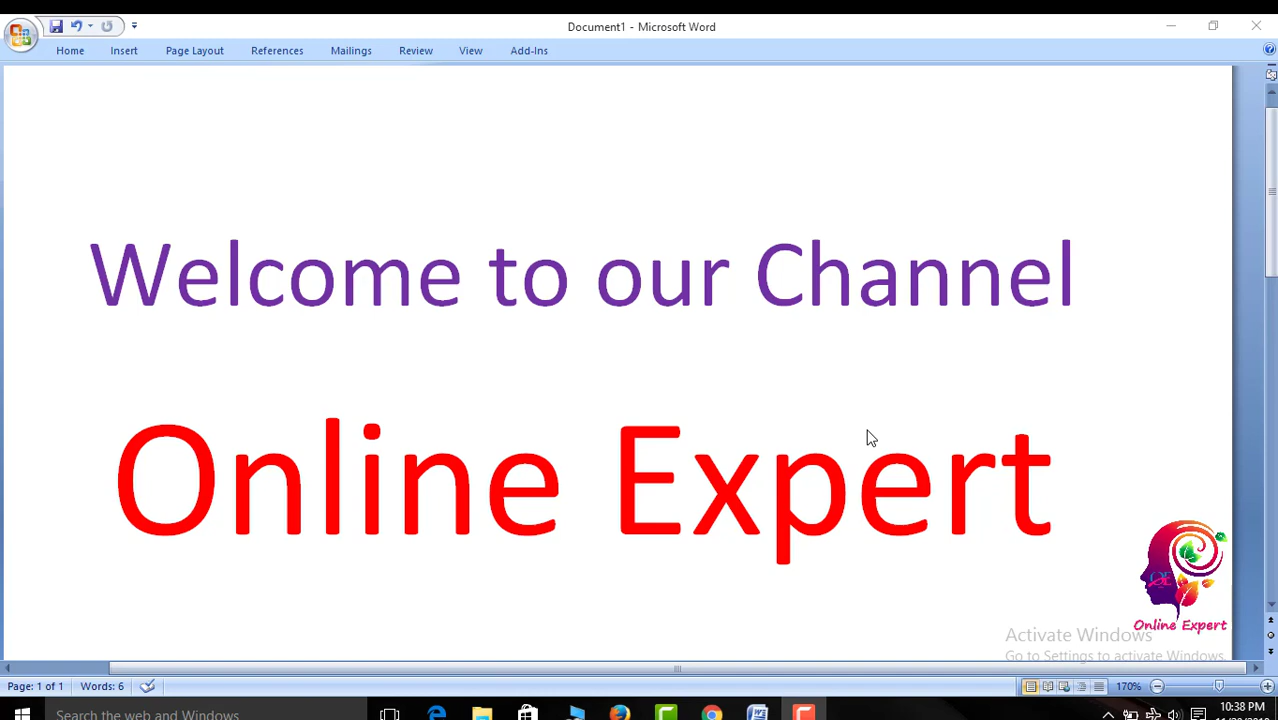 Document1 - Microsoft Word
Home Insert Page Layout References Mailings Review View Add-Ins
Welcome to our Channel
Online Expert
Online Expert
Activate Windows
Go to Settings to activate Windows.
Page: 1 of 1 Words: 6 170%
Search the web and Windows 10:38 PM